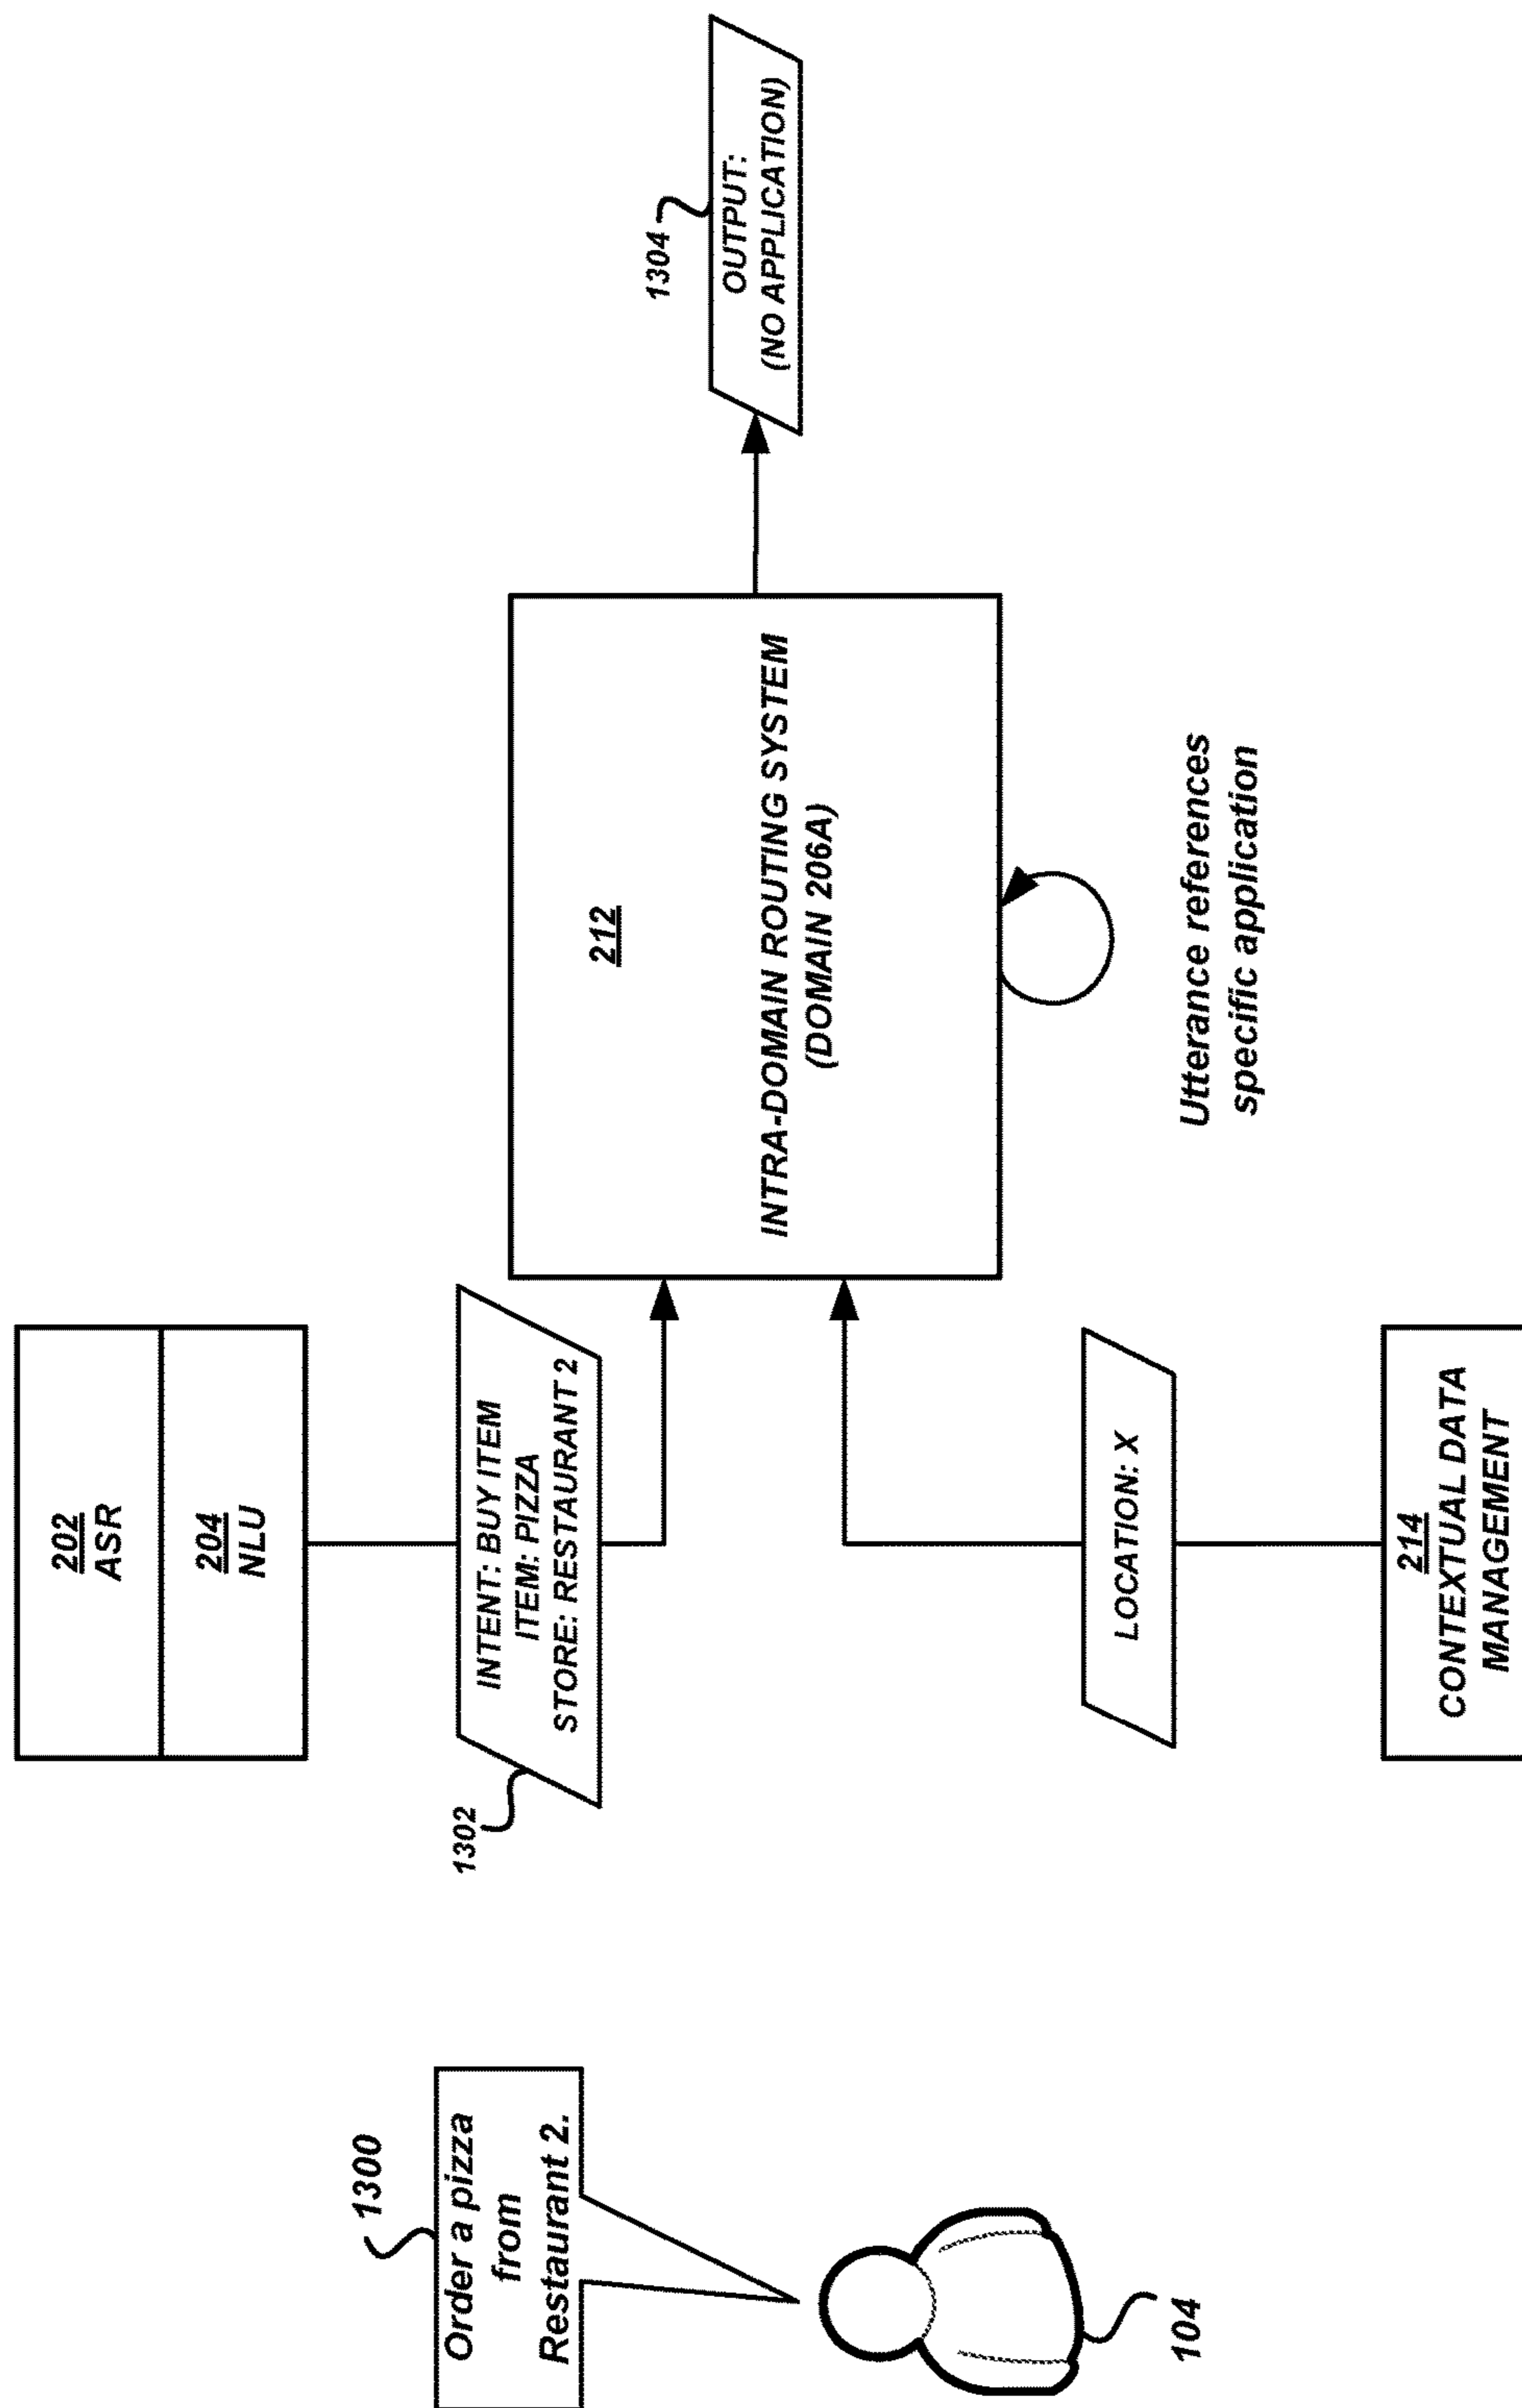 1300
Order a pizza
from
Restaurant 2.
104
202
ASR
204
NLU
1302
INTENT: BUY ITEM
ITEM: PIZZA
STORE: RESTAURANT 2
LOCATION: X
214
CONTEXTUAL DATA
MANAGEMENT
212
INTRA-DOMAIN ROUTING SYSTEM
(DOMAIN 206A)
Utterance references
specific application
1304
OUTPUT:
(NO APPLICATION)